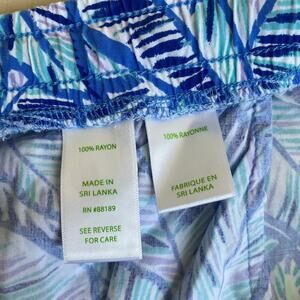 100% RAYON
MADE IN
SRI LANKA
RN #88189
SEE REVERSE
FOR CARE
100% RAYONNE
FABRIQUE EN
SRI LANKA